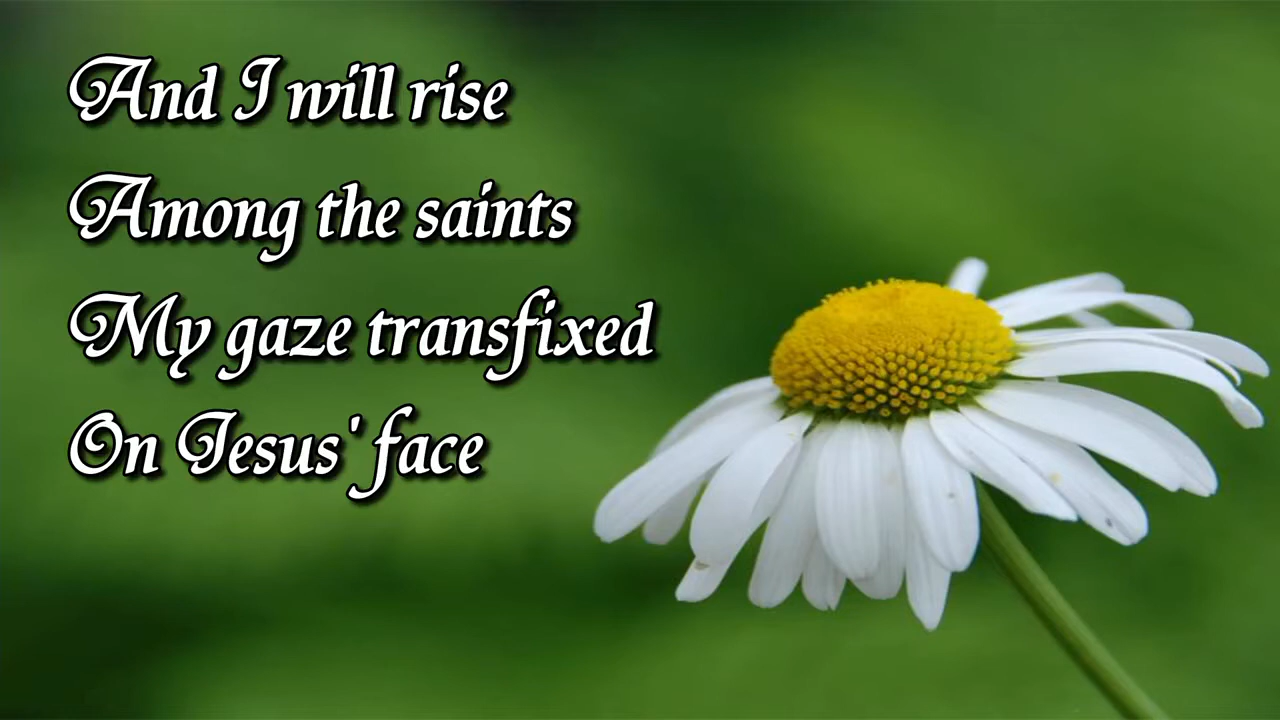 And I will rise
Among the saints
My gaze transfixed
On Jesus' face